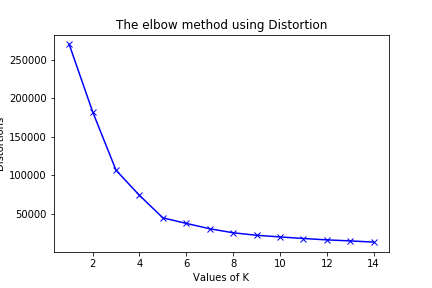 The elbow method using Distortion
250000
200000
150000
100000
50000
Distortions
2 4 6 8 10 12 14
Values of K